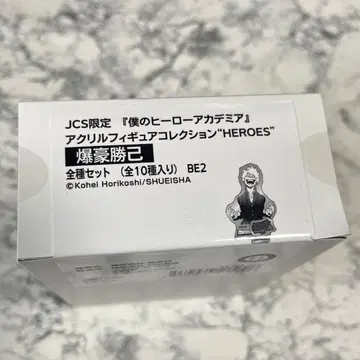 JCS限定 『僕のヒーローアカデミア』
アクリルフィギュアコレクション“HEROES”
爆豪勝己
全種セット (全10種入り) BE2
©Kohei Horikoshi/SHUEISHA